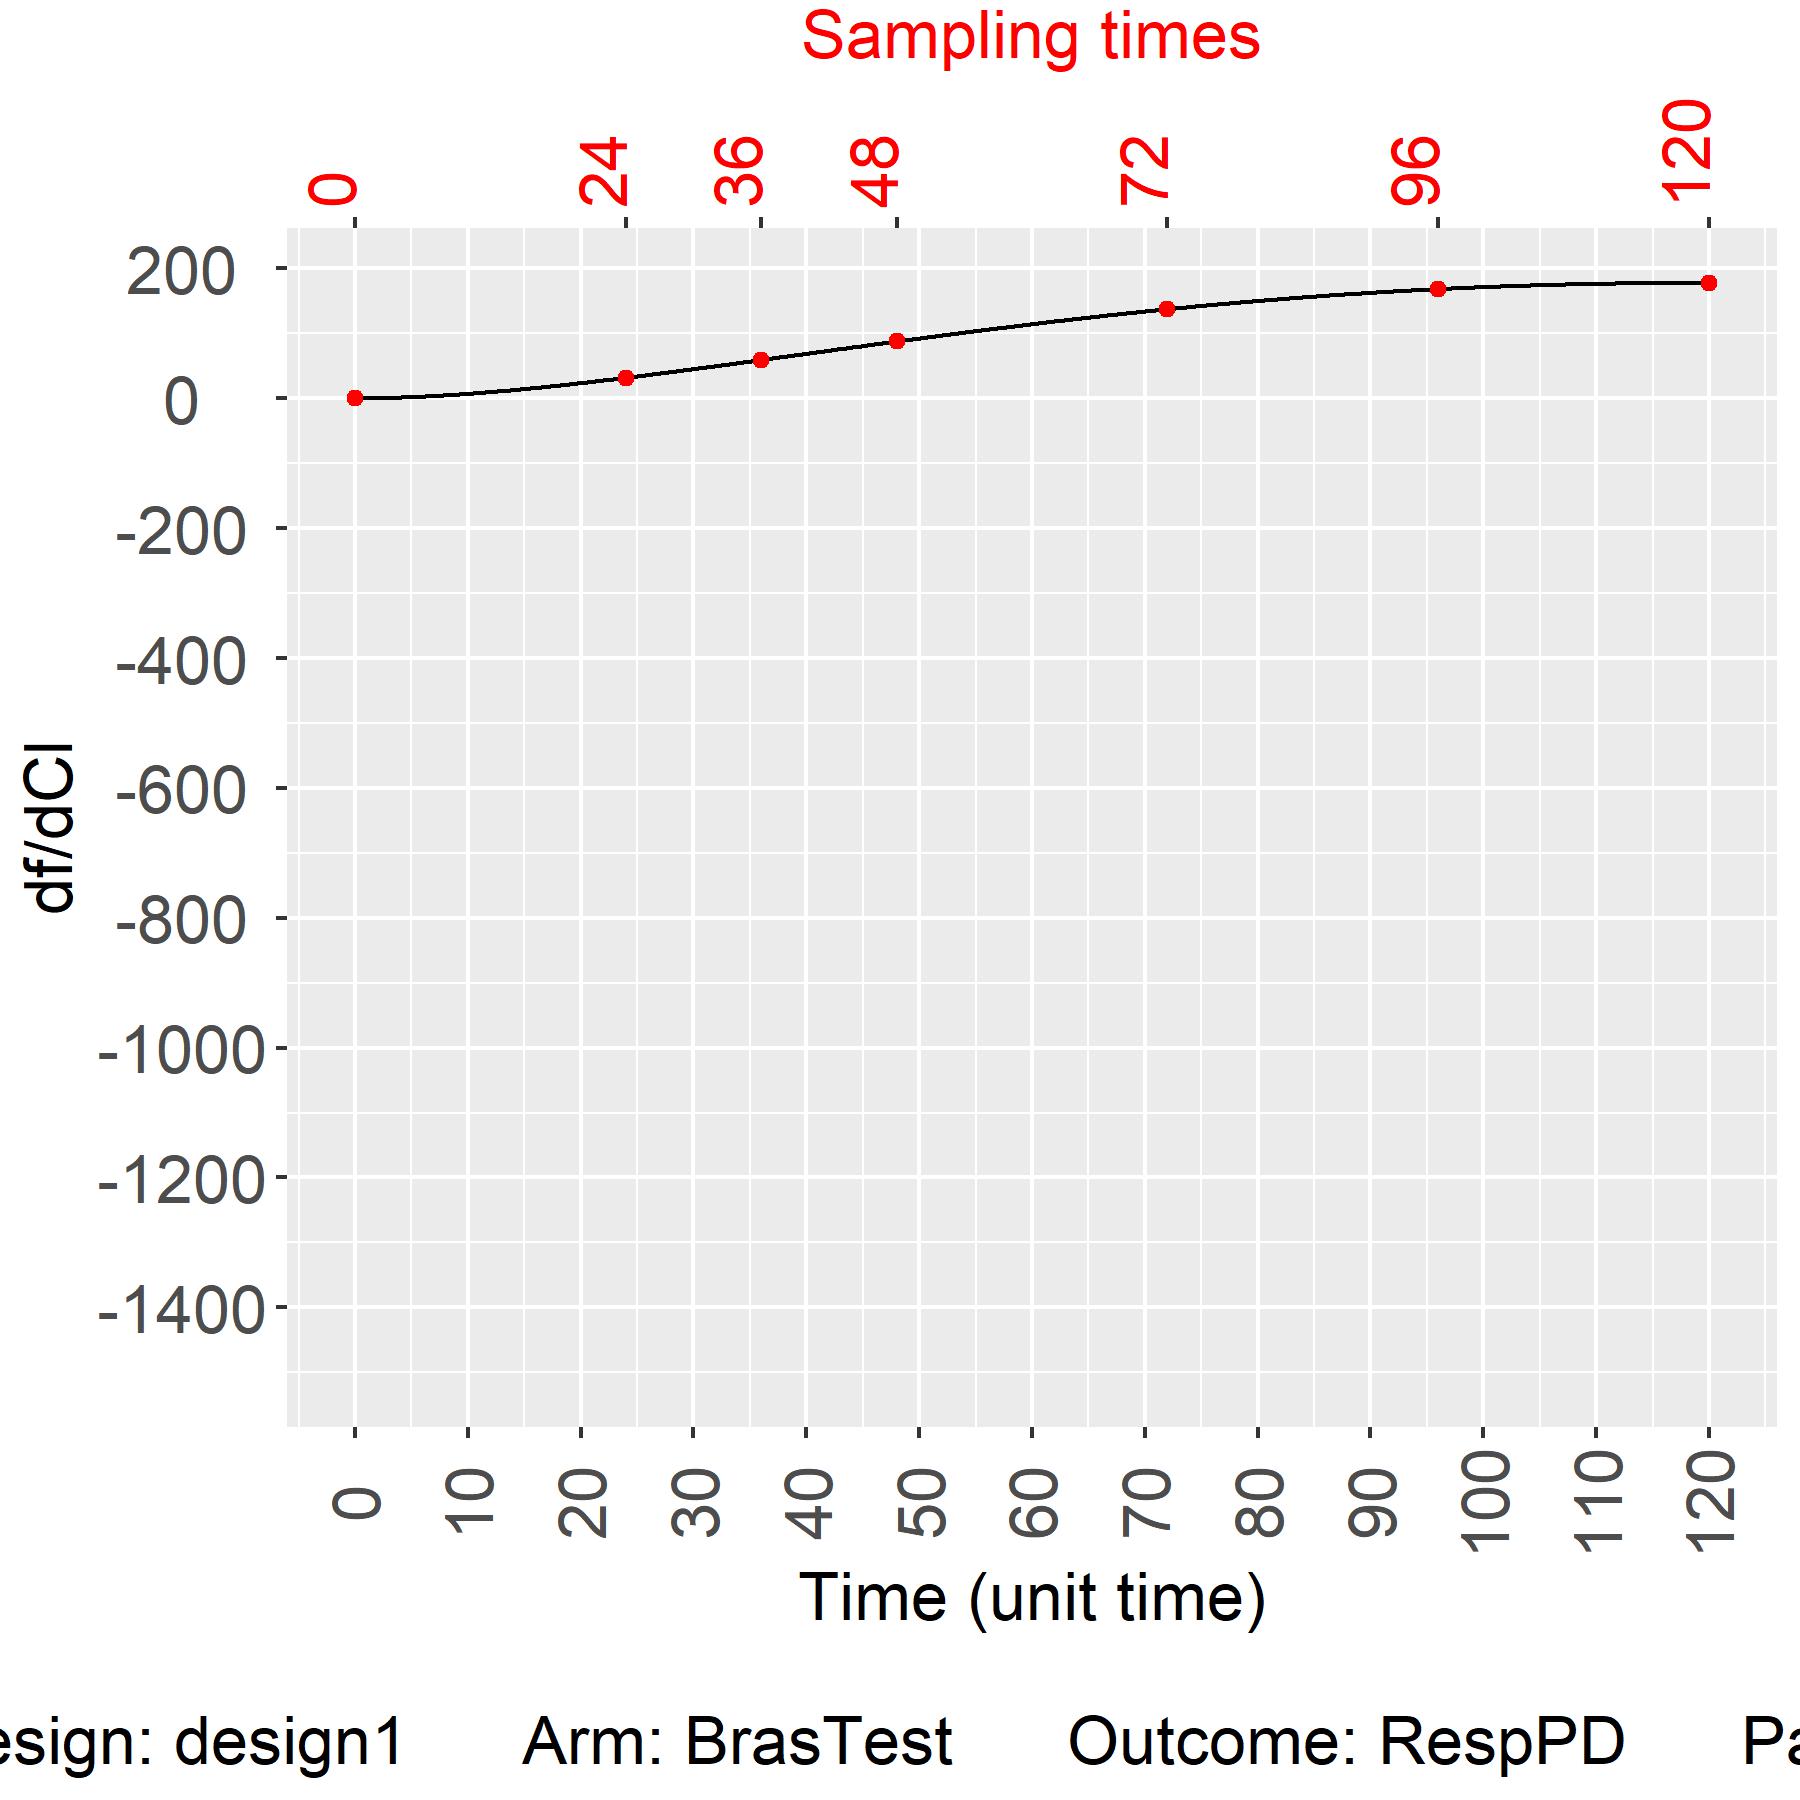 Sampling times
0 24 36 48 72 96 120
200
0
-200
-400
-600
-800
-1000
-1200
-1400
df/dCl
0 10 20 30 40 50 60 70 80 90 100 110 120
Time (unit time)
esign: design1 Arm: BrasTest Outcome: RespPD Pa